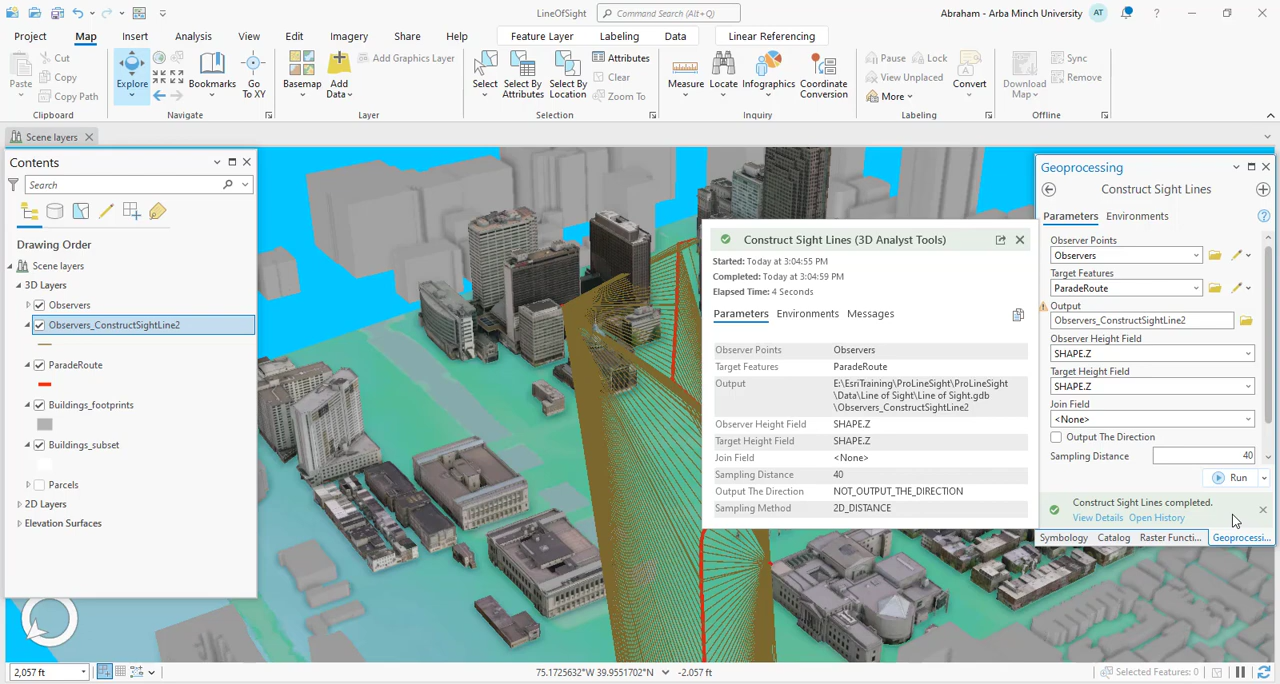 LineOfSight
Command Search (Alt+Q)
Abraham - Arba Minch University
AT
?
Project
Map
Insert
Analysis
View
Edit
Imagery
Share
Help
Feature Layer
Labeling
Data
Linear Referencing
Paste
Cut
Copy
Copy Path
Clipboard
Explore
Bookmarks
Go
To XY
Navigate
Basemap
Add
Data
Add Graphics Layer
Layer
Select
Select By
Attributes
Select By
Location
Attributes
Clear
Zoom To
Selection
Measure
Locate
Infographics
Coordinate
Conversion
Inquiry
Pause
Lock
View Unplaced
More
Convert
Labeling
Download
Map
Sync
Remove
Offline
Scene layers
Contents
Search
Drawing Order
Scene layers
3D Layers
Observers
Observers_ConstructSightLine2
ParadeRoute
Buildings_footprints
Buildings_subset
Parcels
2D Layers
Elevation Surfaces
Construct Sight Lines (3D Analyst Tools)
Started: Today at 3:04:55 PM
Completed: Today at 3:04:59 PM
Elapsed Time: 4 Seconds
Parameters
Environments
Messages
Observer Points Observers
Target Features ParadeRoute
Output E:\EsriTraining\ProLineSight\ProLineSight
\Data\Line of Sight\Line of Sight.gdb
\Observers_ConstructSightLine2
Observer Height Field SHAPE.Z
Target Height Field SHAPE.Z
Join Field <None>
Sampling Distance 40
Output The Direction NOT_OUTPUT_THE_DIRECTION
Sampling Method 2D_DISTANCE
Geoprocessing
Construct Sight Lines
Parameters
Environments
?
Observer Points
Observers
Target Features
ParadeRoute
Output
Observers_ConstructSightLine2
Observer Height Field
SHAPE.Z
Target Height Field
SHAPE.Z
Join Field
<None>
Output The Direction
Sampling Distance 40
Run
Construct Sight Lines completed.
View Details Open History
Symbology
Catalog
Raster Functi...
Geoprocessi...
2,057 ft
75.1725632°W 39.9551702°N
-2.057 ft
Selected Features: 0